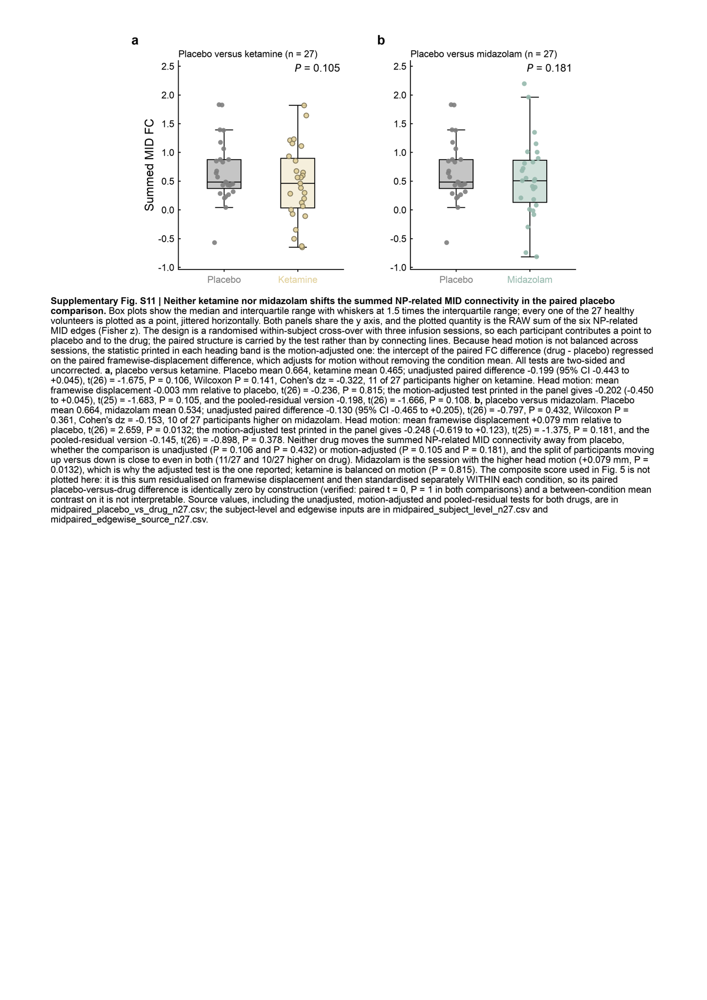 a
b
Placebo versus ketamine (n = 27)
Placebo versus midazolam (n = 27)
P = 0.105
P = 0.181
Summed MID FC
2.5
2.0
1.5
1.0
0.5
0.0
-0.5
-1.0
Placebo
Ketamine
2.5
2.0
1.5
1.0
0.5
0.0
-0.5
-1.0
Placebo
Midazolam
Supplementary Fig. S11 | Neither ketamine nor midazolam shifts the summed NP-related MID connectivity in the paired placebo
comparison. Box plots show the median and interquartile range with whiskers at 1.5 times the interquartile range; every one of the 27 healthy
volunteers is plotted as a point, jittered horizontally. Both panels share the y axis, and the plotted quantity is the RAW sum of the six NP-related
MID edges (Fisher z). The design is a randomised within-subject cross-over with three infusion sessions, so each participant contributes a point to
placebo and to the drug; the paired structure is carried by the test rather than by connecting lines. Because head motion is not balanced across
sessions, the statistic printed in each heading band is the motion-adjusted one: the intercept of the paired FC difference (drug - placebo) regressed
on the paired framewise-displacement difference, which adjusts for motion without removing the condition mean. All tests are two-sided and
uncorrected. a, placebo versus ketamine. Placebo mean 0.664, ketamine mean 0.465; unadjusted paired difference -0.199 (95% CI -0.443 to
+0.045), t(26) = -1.675, P = 0.106, Wilcoxon P = 0.141, Cohen's dz = -0.322, 11 of 27 participants higher on ketamine. Head motion: mean
framewise displacement -0.003 mm relative to placebo, t(26) = -0.236, P = 0.815; the motion-adjusted test printed in the panel gives -0.202 (-0.450
to +0.045), t(25) = -1.683, P = 0.105, and the pooled-residual version -0.198, t(26) = -1.666, P = 0.108. b, placebo versus midazolam. Placebo
mean 0.664, midazolam mean 0.534; unadjusted paired difference -0.130 (95% CI -0.465 to +0.205), t(26) = -0.797, P = 0.432, Wilcoxon P =
0.361, Cohen's dz = -0.153, 10 of 27 participants higher on midazolam. Head motion: mean framewise displacement +0.079 mm relative to
placebo, t(26) = 2.659, P = 0.0132; the motion-adjusted test printed in the panel gives -0.248 (-0.619 to +0.123), t(25) = -1.375, P = 0.181, and the
pooled-residual version -0.145, t(26) = -0.898, P = 0.378. Neither drug moves the summed NP-related MID connectivity away from placebo,
whether the comparison is unadjusted (P = 0.106 and P = 0.432) or motion-adjusted (P = 0.105 and P = 0.181), and the split of participants moving
up versus down is close to even in both (11/27 and 10/27 higher on drug). Midazolam is the session with the higher head motion (+0.079 mm, P =
0.0132), which is why the adjusted test is the one reported; ketamine is balanced on motion (P = 0.815). The composite score used in Fig. 5 is not
plotted here: it is this sum residualised on framewise displacement and then standardised separately WITHIN each condition, so its paired
placebo-versus-drug difference is identically zero by construction (verified: paired t = 0, P = 1 in both comparisons) and a between-condition mean
contrast on it is not interpretable. Source values, including the unadjusted, motion-adjusted and pooled-residual tests for both drugs, are in
midpaired_placebo_vs_drug_n27.csv; the subject-level and edgewise inputs are in midpaired_subject_level_n27.csv and
midpaired_edgewise_source_n27.csv.